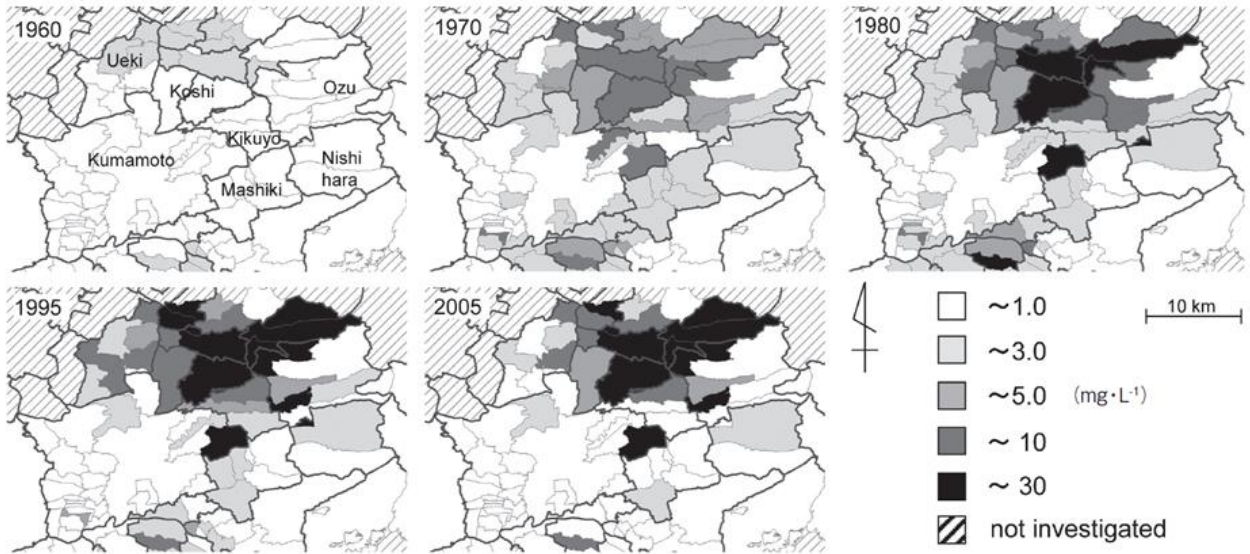 1960
Ueki
Koshi
Ozu
Kikuyo
Kumamoto
Nishi
hara
Mashiki
1970
1980
1995
2005
～1.0
～3.0
～5.0 (mg･L⁻¹)
～ 10
～ 30
not investigated
10 km